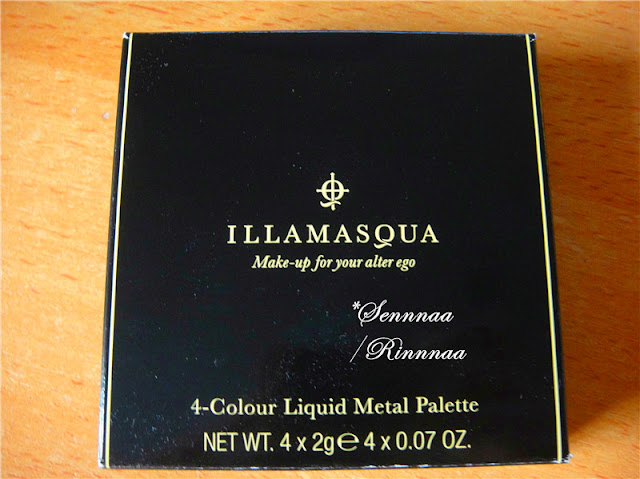 ILLAMASQUA
Make-up for your alter ego
*Sennnaa
/Rinnnaa
4-Colour Liquid Metal Palette
NET WT. 4 x 2g℮ 4 x 0.07 OZ.